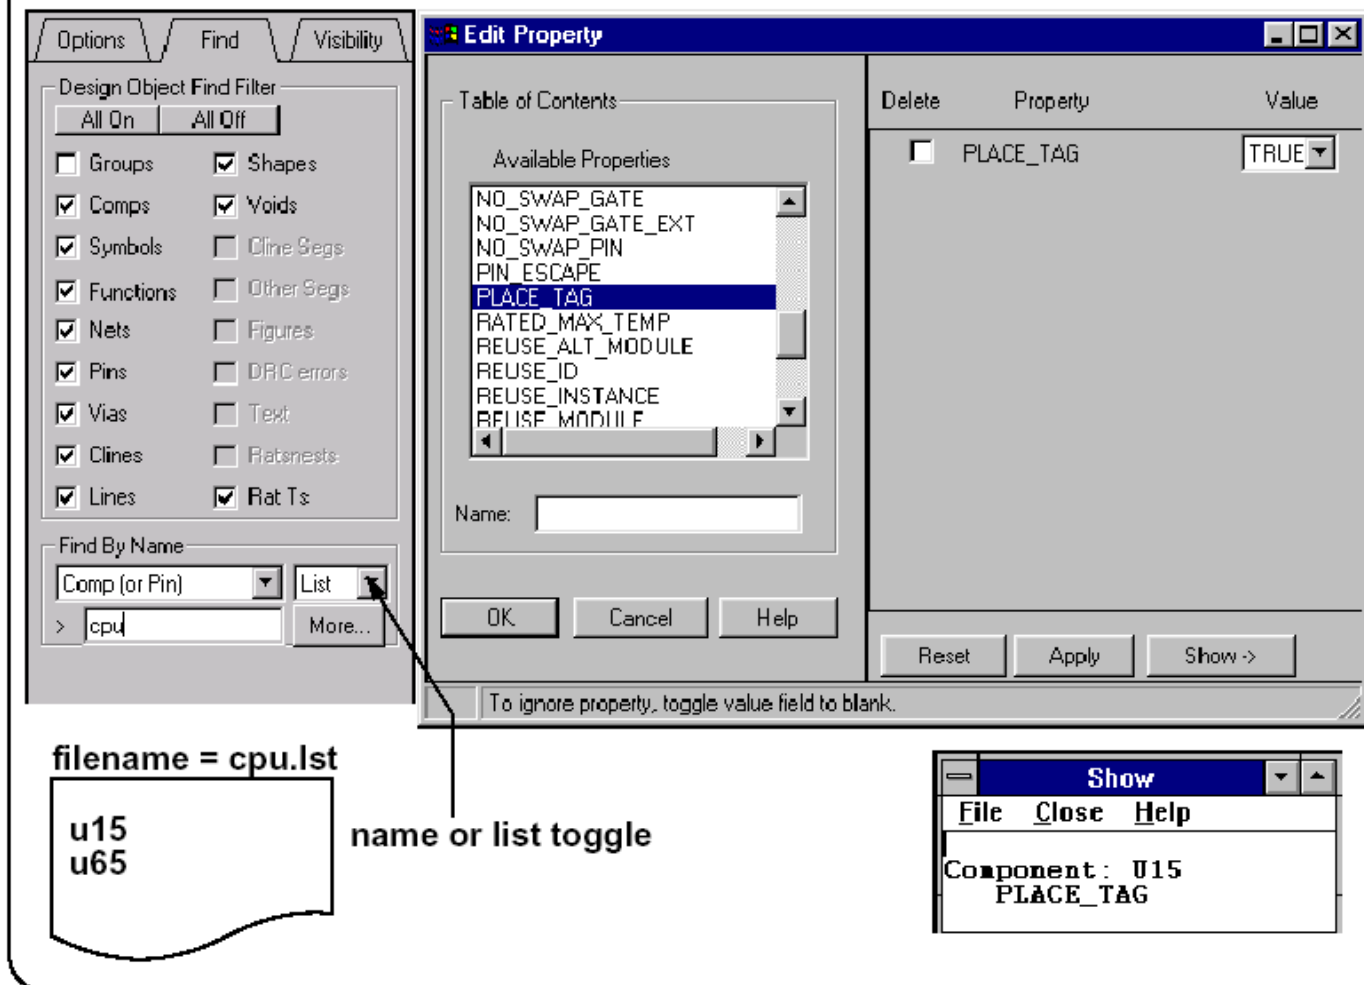 Options
Find
Visibility
Design Object Find Filter
All On
All Off
Groups
Shapes
Comps
Voids
Symbols
Cline Segs
Functions
Other Segs
Nets
Figures
Pins
DRC errors
Vias
Text
Clines
Ratsnests
Lines
Rat Ts
Find By Name
Comp (or Pin)
List
> cpu
More...
Edit Property
Table of Contents
Available Properties
NO_SWAP_GATE
NO_SWAP_GATE_EXT
NO_SWAP_PIN
PIN_ESCAPE
PLACE_TAG
RATED_MAX_TEMP
REUSE_ALT_MODULE
REUSE_ID
REUSE_INSTANCE
REUSE_MODULE
Name:
OK
Cancel
Help
Delete
Property
Value
PLACE_TAG
TRUE
Reset
Apply
Show ->
To ignore property, toggle value field to blank.
filename = cpu.lst
u15
u65
name or list toggle
Show
File Close Help
Component: U15
PLACE_TAG